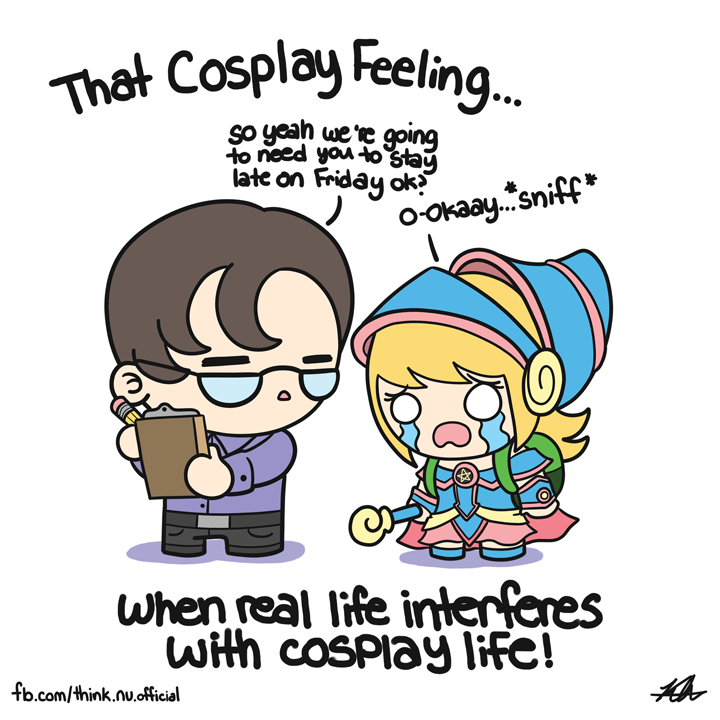 That Cosplay Feeling...
so yeah we're going
to need you to stay
late on Friday ok?
o-okaay...*sniff*
when real life interferes
with cosplay life!
fb.com/think.nu.official